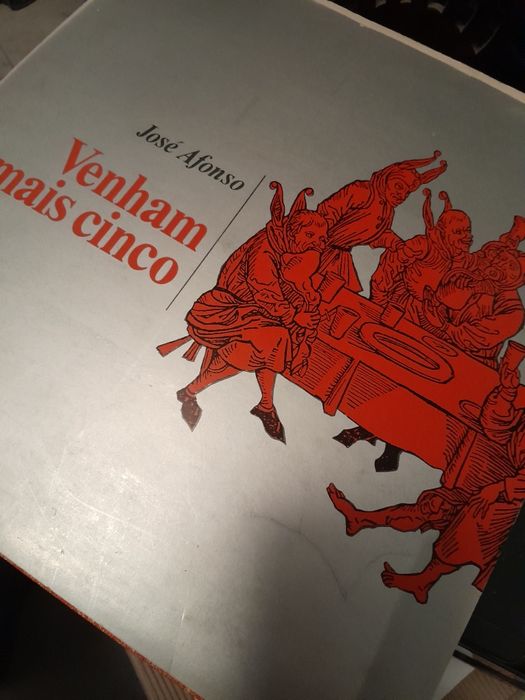 José Afonso
Venham
mais cinco